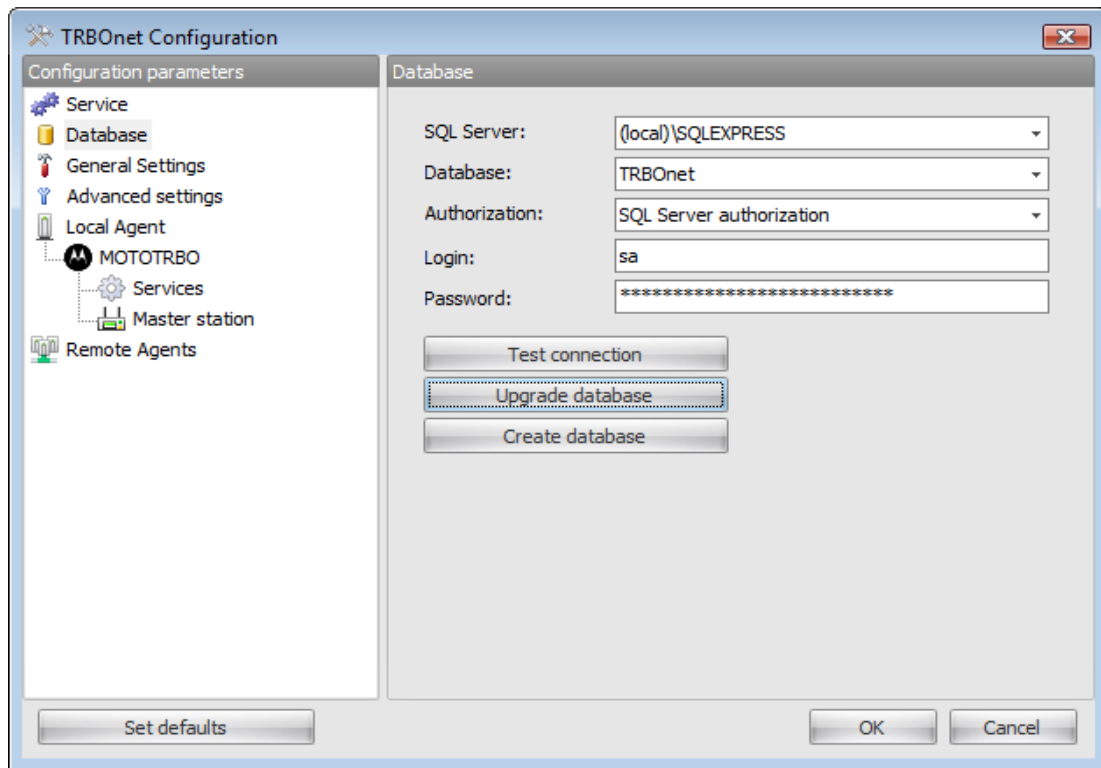 TRBOnet Configuration
Configuration parameters
Service
Database
General Settings
Advanced settings
Local Agent
MOTOTRBO
Services
Master station
Remote Agents
Database
SQL Server: (local)\SQLEXPRESS
Database: TRBOnet
Authorization: SQL Server authorization
Login: sa
Password: **************************
Test connection
Upgrade database
Create database
Set defaults
OK
Cancel